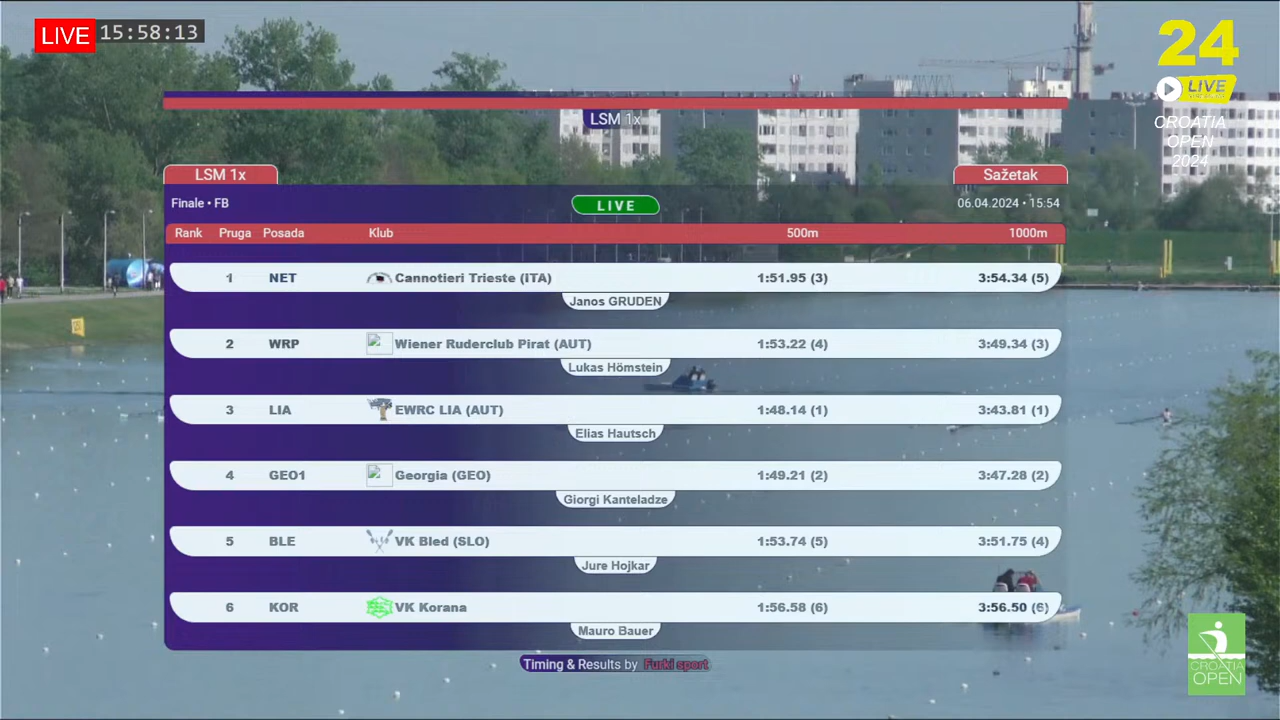 LIVE 15:58:13
24
LIVE
CROATIA
OPEN
2024
LSM 1x
LSM 1x Sažetak
Finale • FB LIVE 06.04.2024 • 15:54
Rank Pruga Posada Klub 500m 1000m
1 NET Cannotieri Trieste (ITA) 1:51.95 (3) 3:54.34 (5)
Janos GRUDEN
2 WRP Wiener Ruderclub Pirat (AUT) 1:53.22 (4) 3:49.34 (3)
Lukas Hömstein
3 LIA EWRC LIA (AUT) 1:48.14 (1) 3:43.81 (1)
Elias Hautsch
4 GEO1 Georgia (GEO) 1:49.21 (2) 3:47.28 (2)
Giorgi Kanteladze
5 BLE VK Bled (SLO) 1:53.74 (5) 3:51.75 (4)
Jure Hojkar
6 KOR VK Korana 1:56.58 (6) 3:56.50 (6)
Mauro Bauer
Timing & Results by Furki sport
CROATIA
OPEN